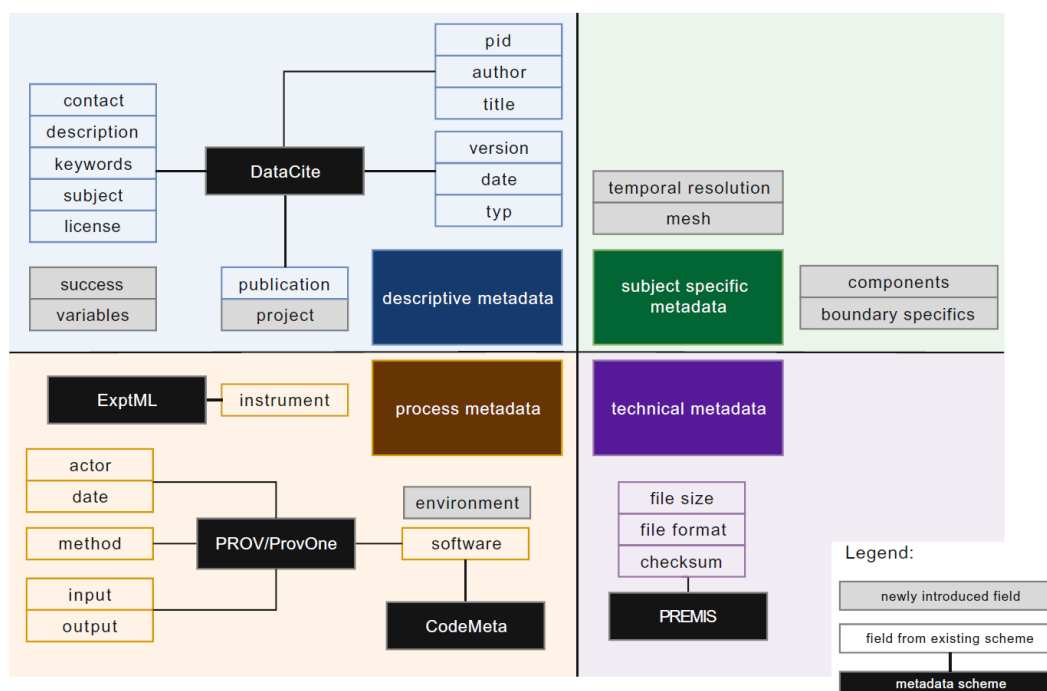 pid
author
title
contact
description
keywords
subject
license
DataCite
version
date
typ
success
variables
publication
project
descriptive metadata
temporal resolution
mesh
subject specific
metadata
components
boundary specifics
ExptML
instrument
process metadata
actor
date
method
input
output
PROV/ProvOne
environment
software
CodeMeta
technical metadata
file size
file format
checksum
PREMIS
Legend:
newly introduced field
field from existing scheme
metadata scheme